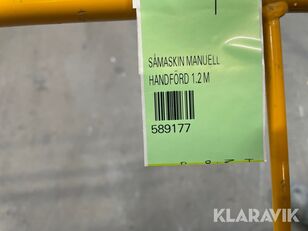 SÅMASKIN MANUELL
HANDFÖRD 1.2 M
589177
KLARAVIK